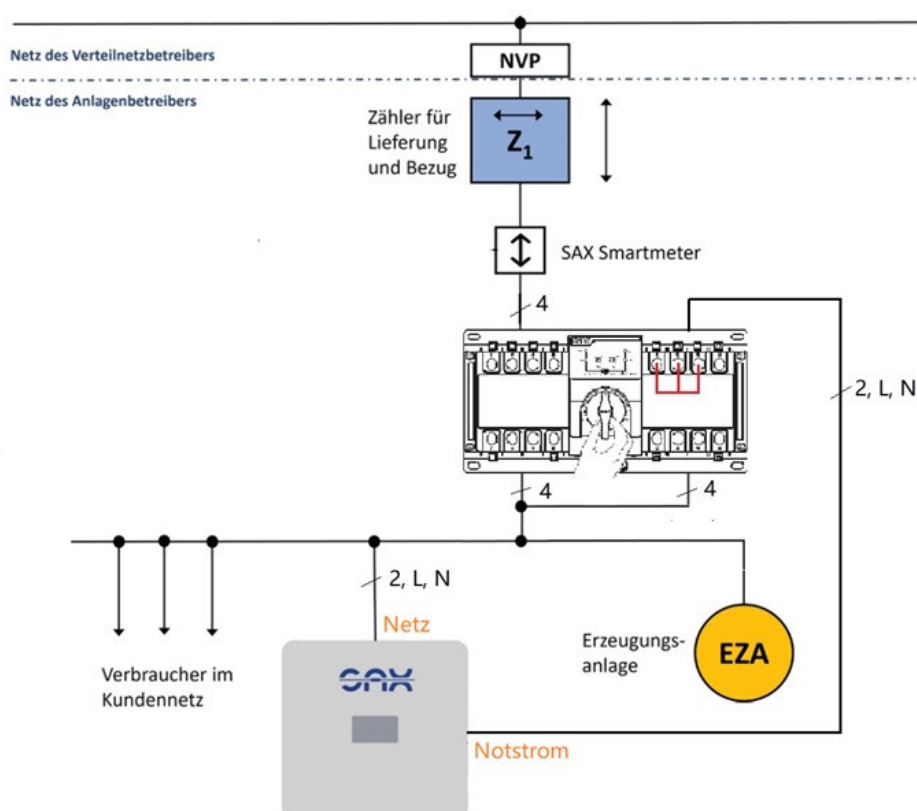 Netz des Verteilnetzbetreibers
NVP
Netz des Anlagenbetreibers
Zähler für
Lieferung
und Bezug
Z₁
SAX Smartmeter
4
2, L, N
4
4
2, L, N
Netz
Erzeugungs-
anlage
EZA
Verbraucher im
Kundennetz
SAX
Notstrom